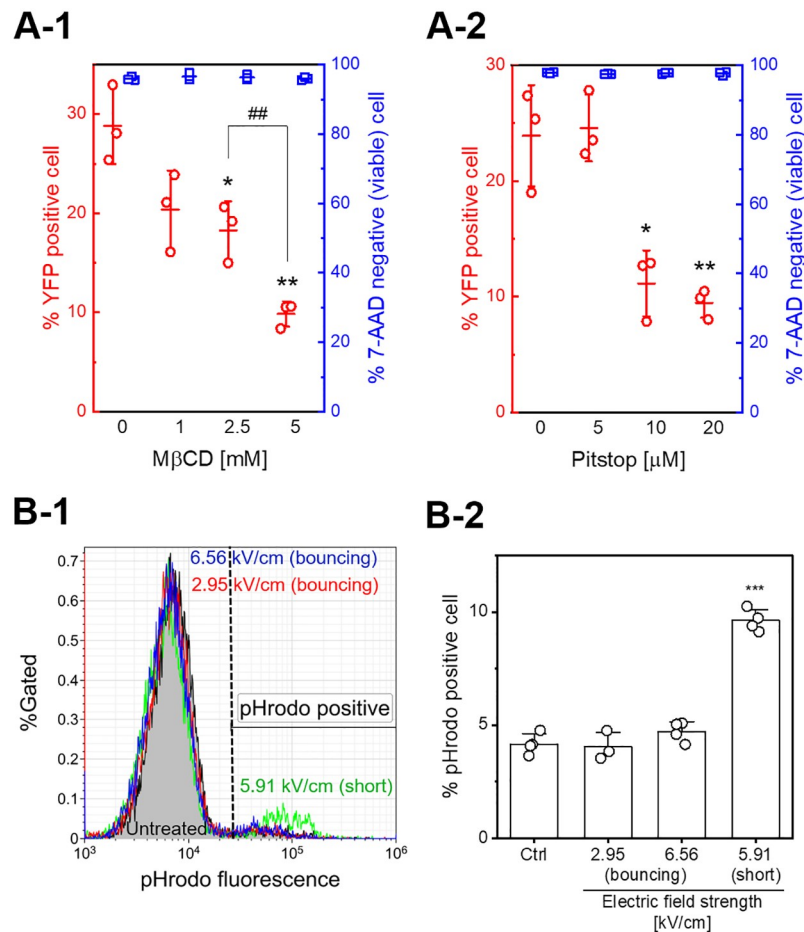 A-1
% YFP positive cell
30
20
10
0
##
*
**
100
80
60
40
20
0
% 7-AAD negative (viable) cell
0 1 2.5 5
MβCD [mM]
A-2
% YFP positive cell
30
20
10
0
*
**
100
80
60
40
20
0
% 7-AAD negative (viable) cell
0 5 10 20
Pitstop [μM]
B-1
%Gated
0.7
0.6
0.5
0.4
0.3
0.2
0.1
0
6.56 kV/cm (bouncing)
2.95 kV/cm (bouncing)
pHrodo positive
5.91 kV/cm (short)
Untreated
10³ 10⁴ 10⁵ 10⁶
pHrodo fluorescence
B-2
% pHrodo positive cell
10
5
0
***
Ctrl 2.95 6.56 5.91
(bouncing) (short)
Electric field strength
[kV/cm]